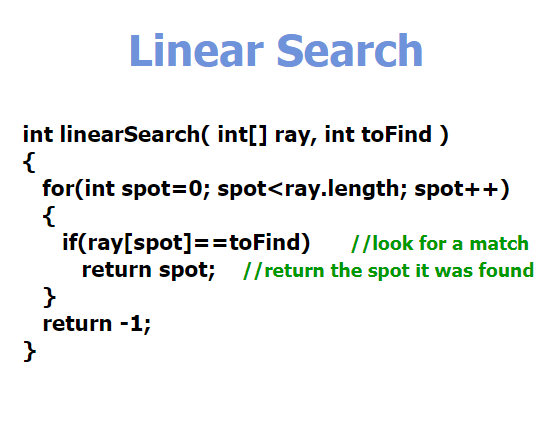 Linear Search
int linearSearch( int[] ray, int toFind )
{
for(int spot=0; spot<ray.length; spot++)
{
if(ray[spot]==toFind) //look for a match
return spot; //return the spot it was found
}
return -1;
}